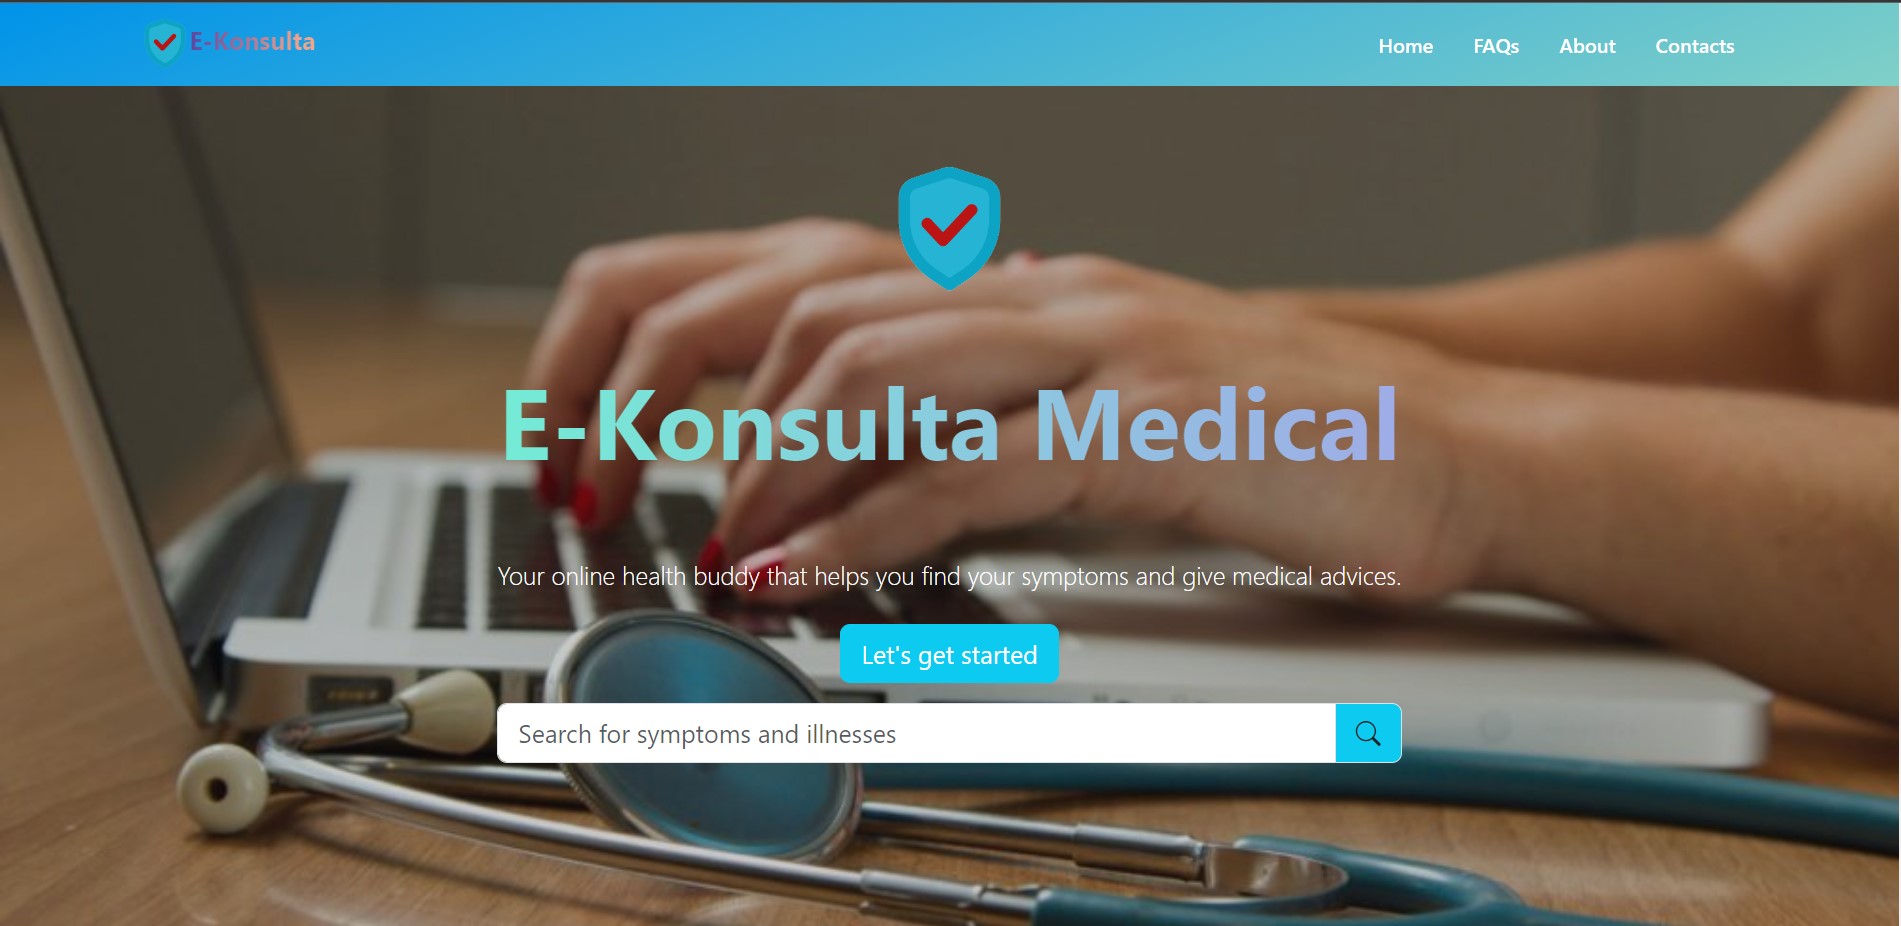 E-Konsulta
Home FAQs About Contacts
E-Konsulta Medical
Your online health buddy that helps you find your symptoms and give medical advices.
Let's get started
Search for symptoms and illnesses